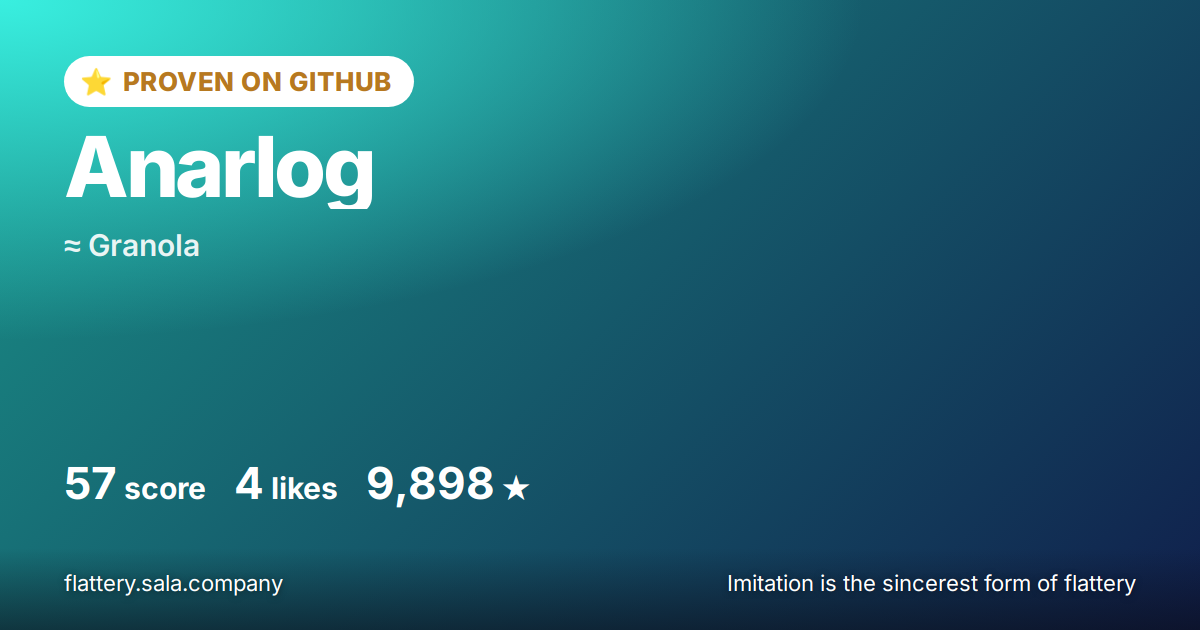 ⭐ PROVEN ON GITHUB
Anarlog
≈ Granola
57 score 4 likes 9,898 ★
flattery.sala.company
Imitation is the sincerest form of flattery